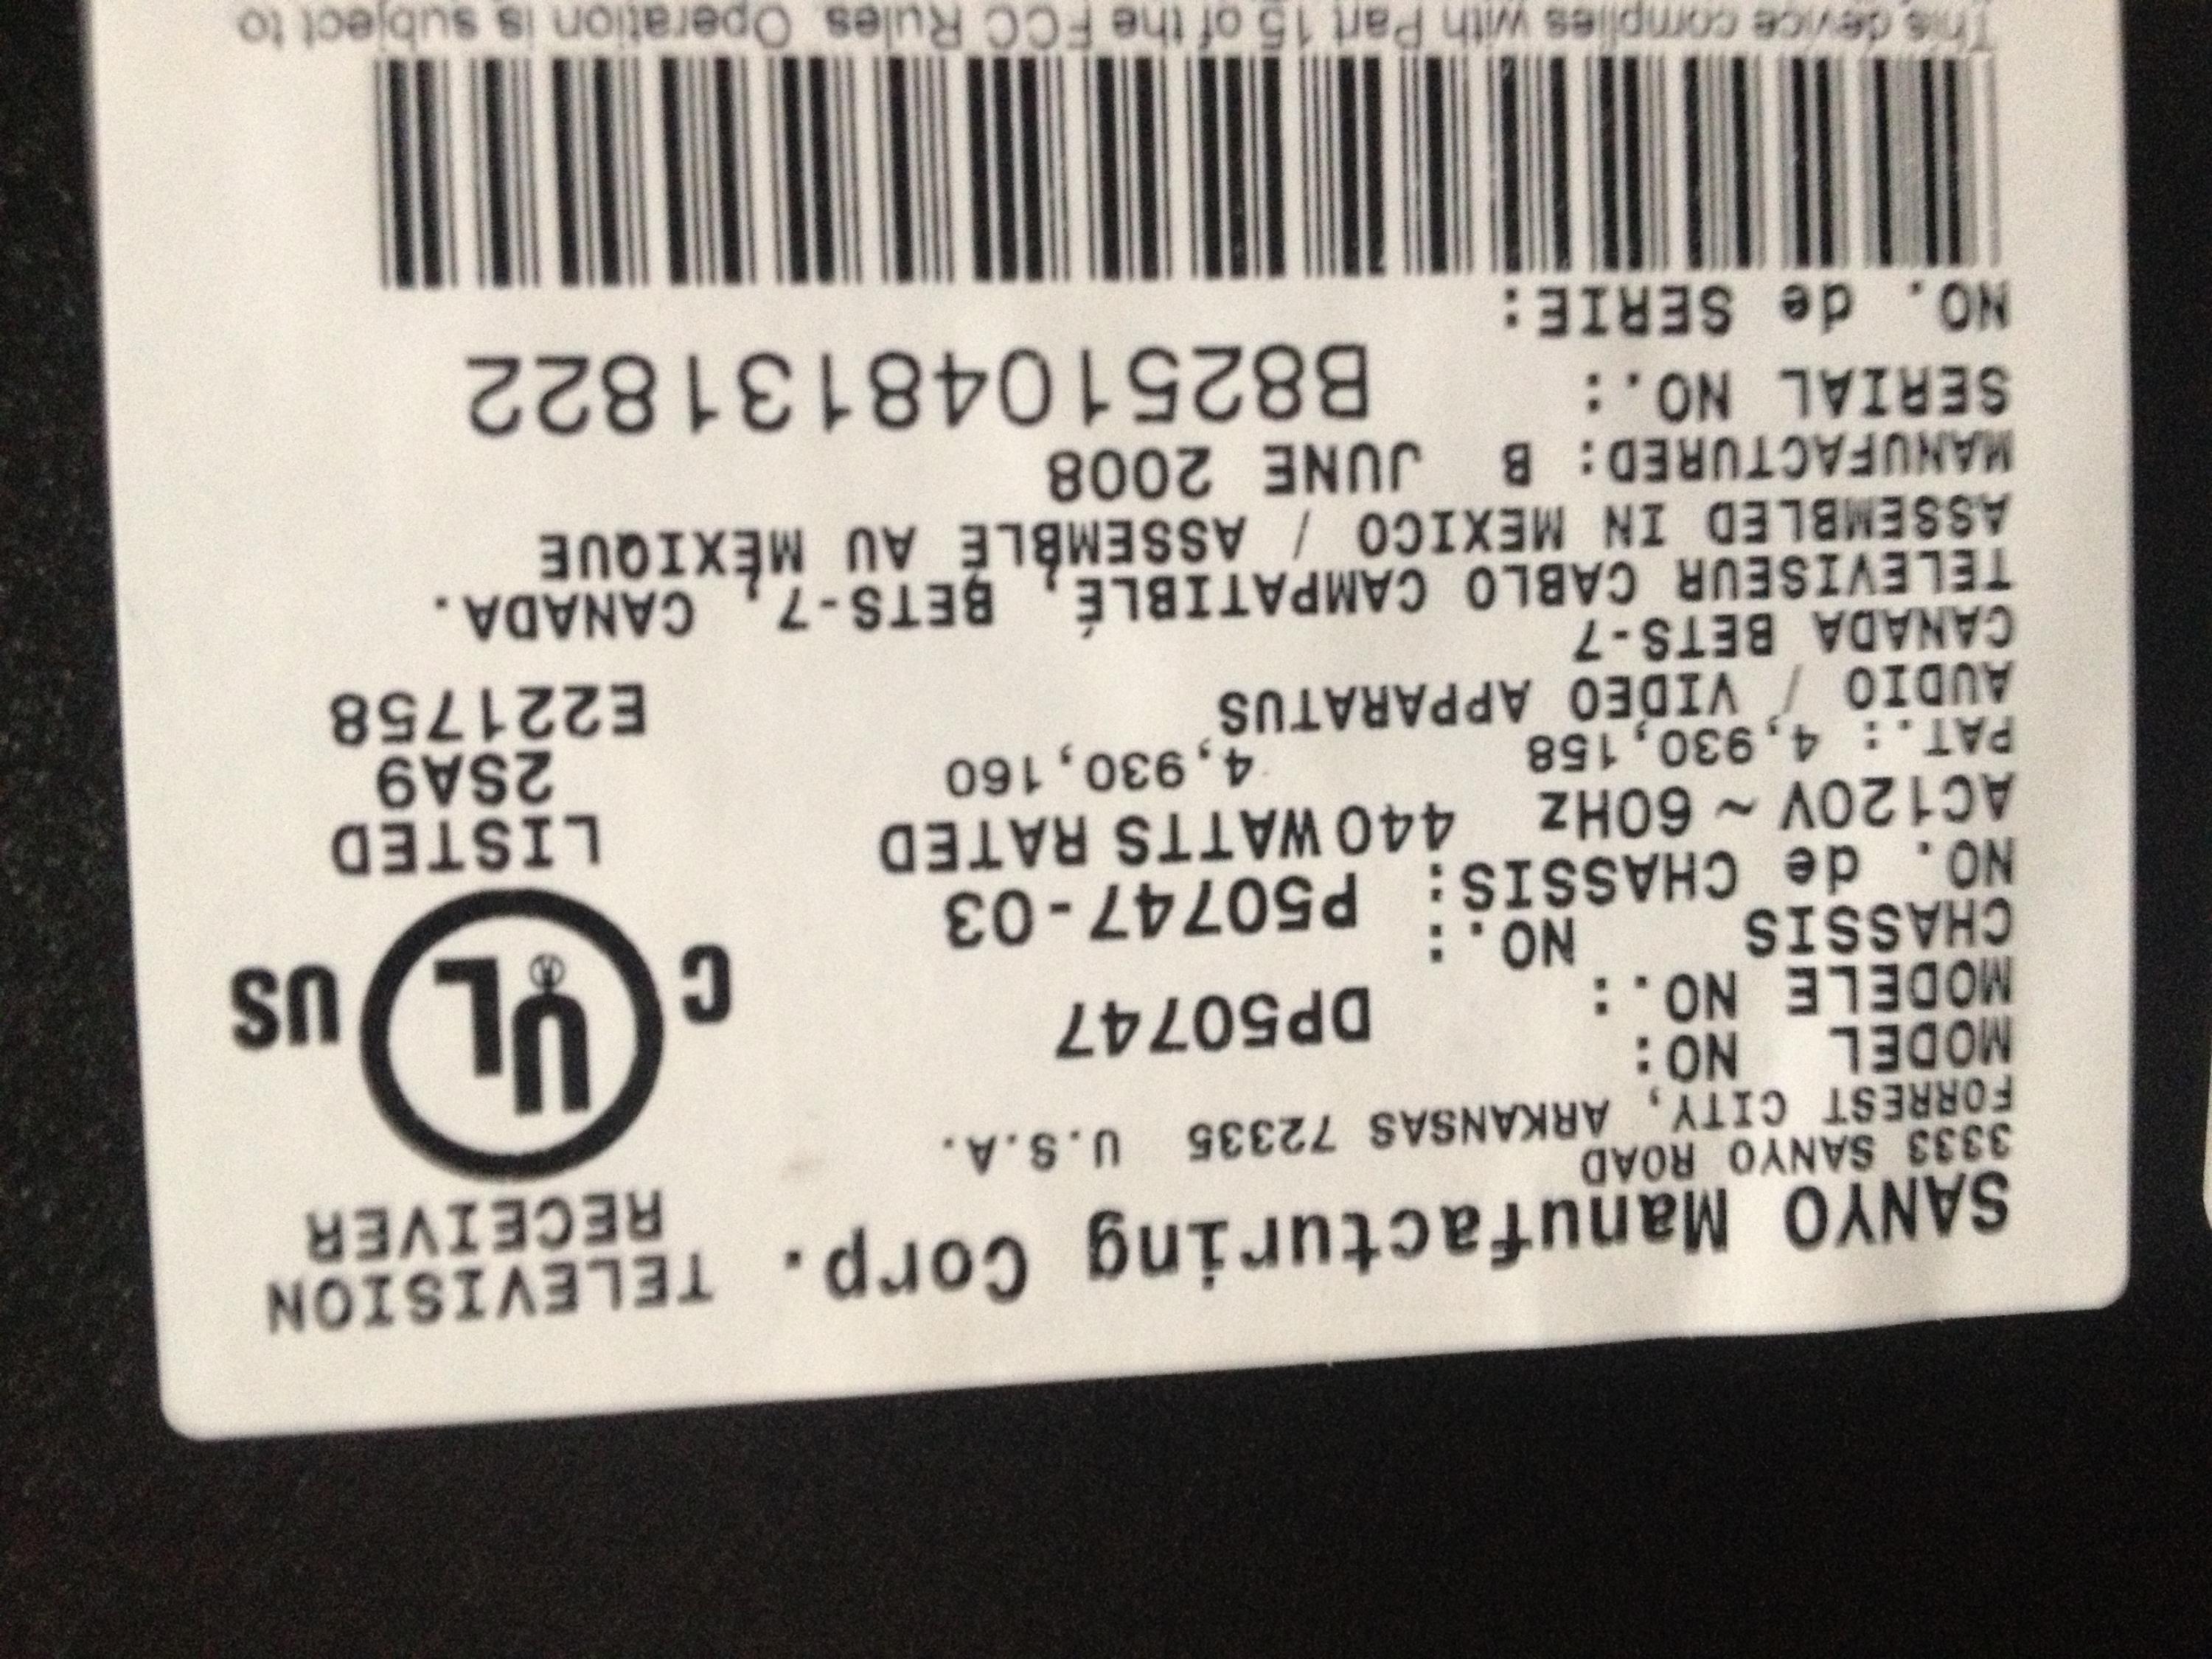 SANYO Manufacturing Corp.
3333 SANYO ROAD
FORREST CITY, ARKANSAS 72335 U.S.A.
TELEVISION
RECEIVER
MODEL NO:
MODELE NO.:
DP50747
CHASSIS NO.:
NO. de CHASSIS:
P50747-03
AC120V ~ 60Hz 440WATTS RATED
PAT.: 4,930,158 4,930,160
AUDIO / VIDEO APPARATUS
C UL ® US
LISTED
2SA9
E221758
CANADA BETS-7
TELEVISEUR CABLO CAMPATIBLÉ, BETS-7, CANADA.
ASSEMBLED IN MEXICO / ASSEMBLÉ AU MÉXIQUE
MANUFACTURED: B JUNE 2008
SERIAL NO.:
NO. de SERIE:
B8251048131822
This device complies with Part 15 of the FCC Rules. Operation is subject to